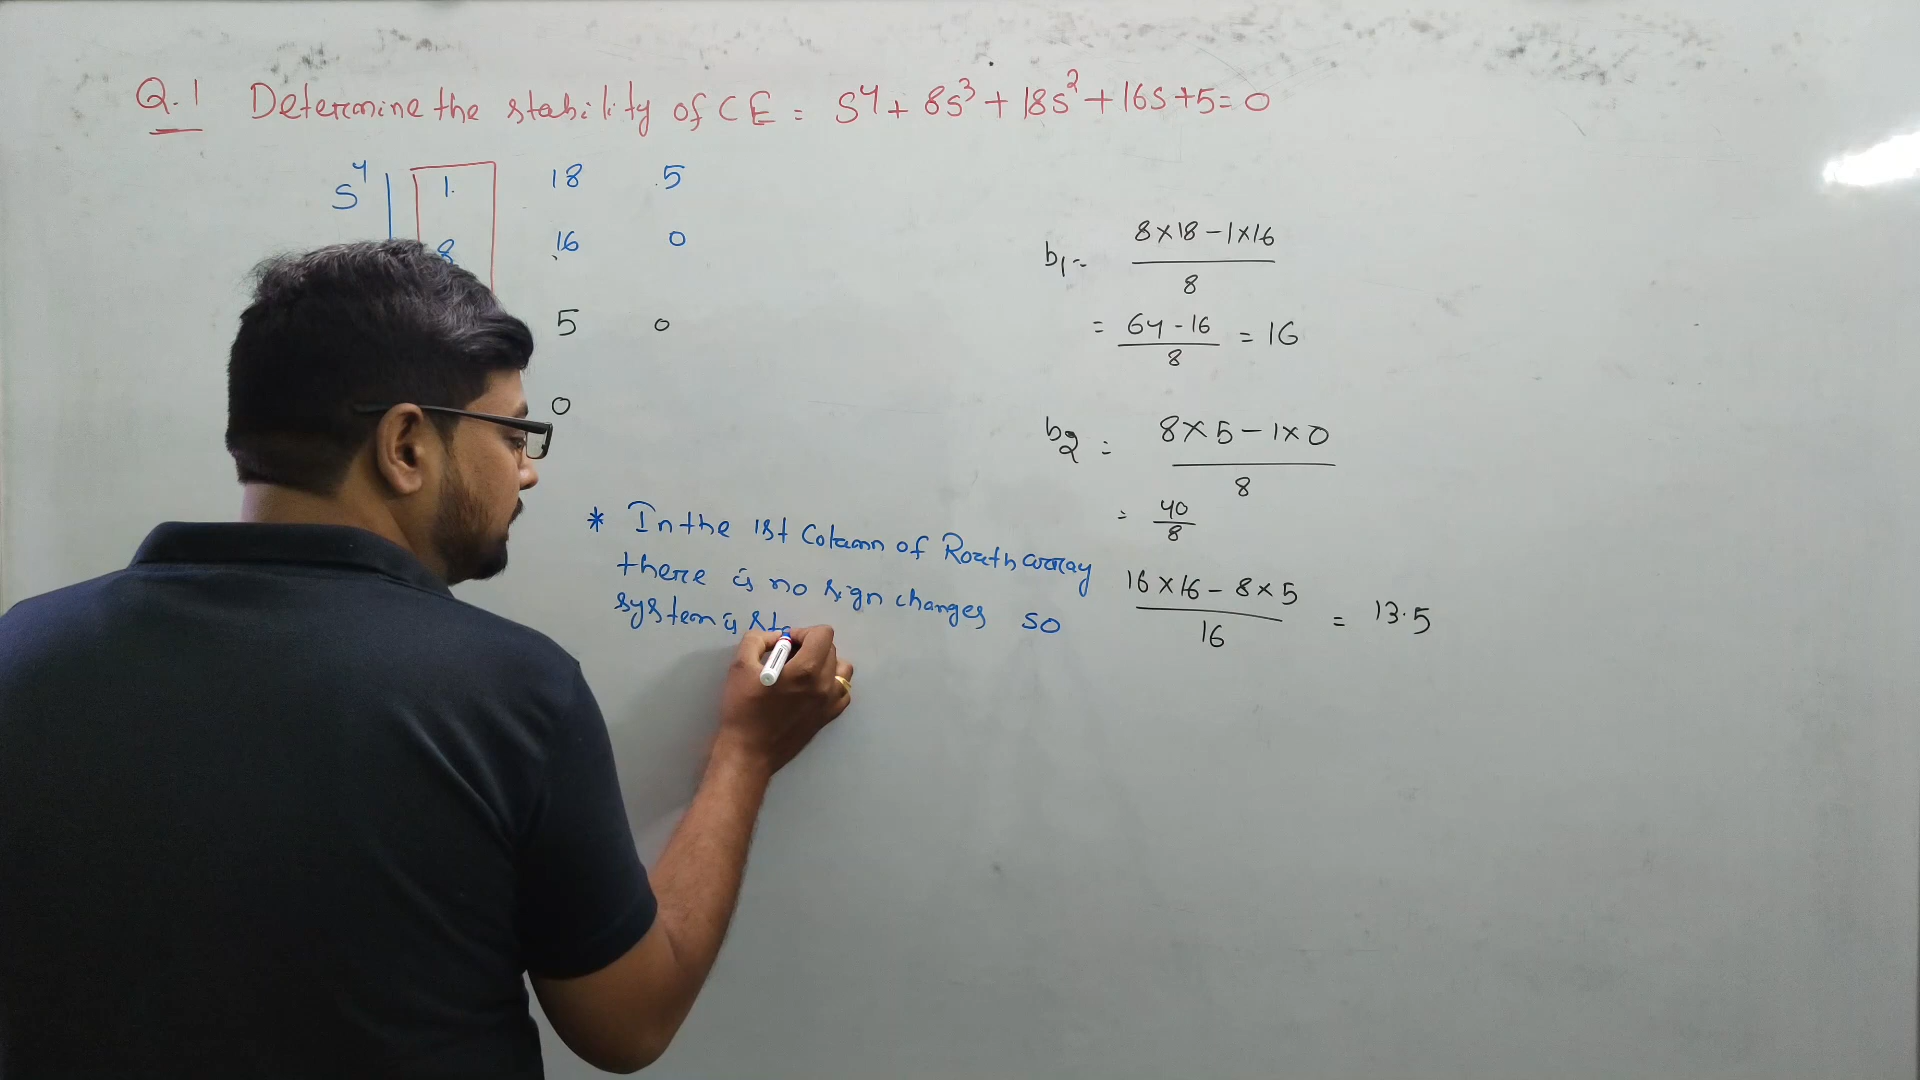 Q.1 Determine the stability of CE = S⁴ + 8s³ + 18s² + 16s + 5 = 0
S⁴ 1 18 5
8 16 0
5 0
0
b₁ = (8×18 - 1×16) / 8
= (64 - 16) / 8 = 16
b₂ = (8×5 - 1×0) / 8
= 40 / 8
(16×16 - 8×5) / 16 = 13.5
* In the 1st Column of Routh array
there is no sign changes so
system is sta